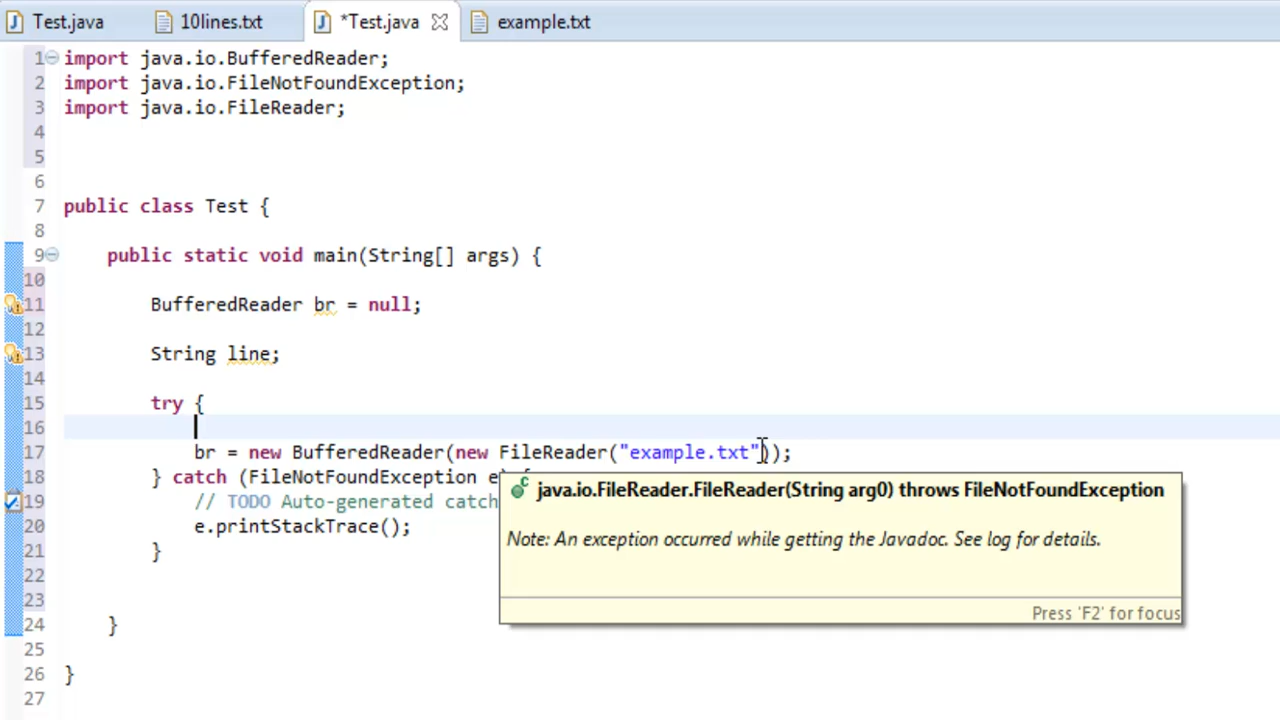 Test.java 10lines.txt *Test.java example.txt
1 import java.io.BufferedReader;
2 import java.io.FileNotFoundException;
3 import java.io.FileReader;
4
5
6
7 public class Test {
8
9 public static void main(String[] args) {
10
11 BufferedReader br = null;
12
13 String line;
14
15 try {
16
17 br = new BufferedReader(new FileReader("example.txt"));
18 } catch (FileNotFoundException e) {
19 // TODO Auto-generated catch
java.io.FileReader.FileReader(String arg0) throws FileNotFoundException
20 e.printStackTrace();
Note: An exception occurred while getting the Javadoc. See log for details.
21 }
22
23
Press 'F2' for focus
24 }
25
26 }
27